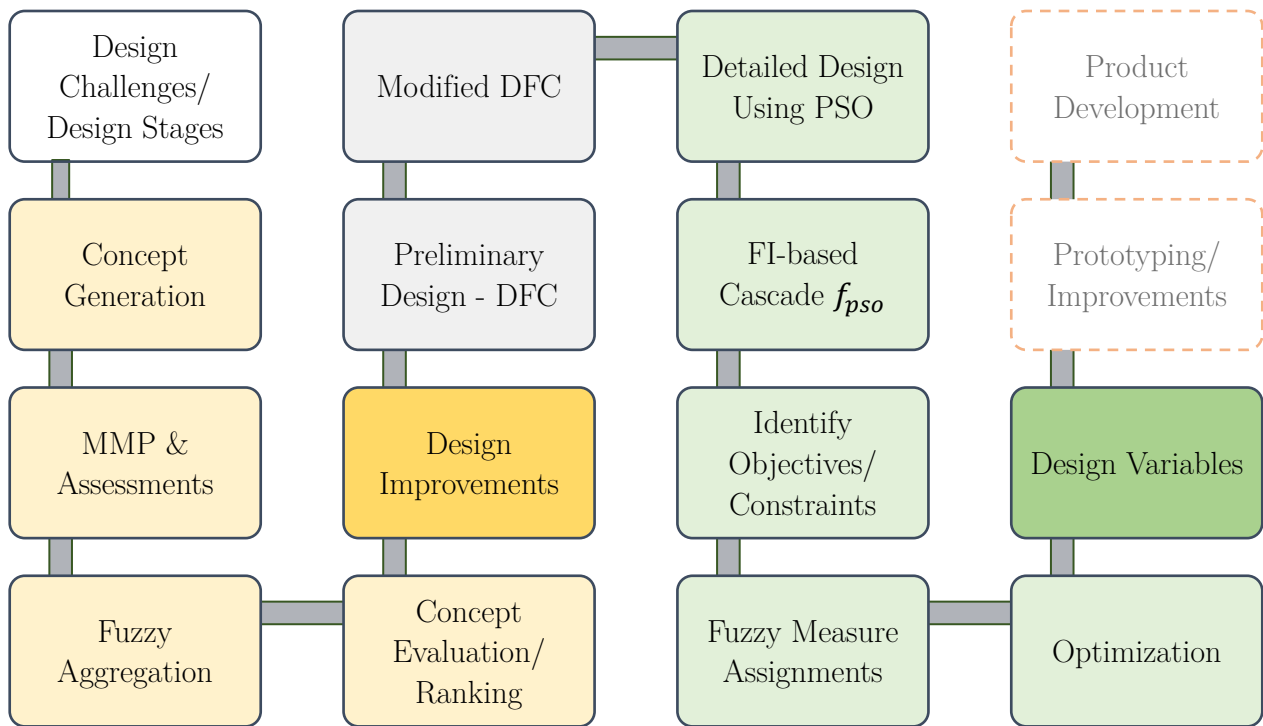 Design
Challenges/
Design Stages
Concept
Generation
MMP &
Assessments
Fuzzy
Aggregation
Concept
Evaluation/
Ranking
Design
Improvements
Preliminary
Design - DFC
Modified DFC
Detailed Design
Using PSO
FI-based
Cascade f_pso
Identify
Objectives/
Constraints
Fuzzy Measure
Assignments
Optimization
Design Variables
Prototyping/
Improvements
Product
Development